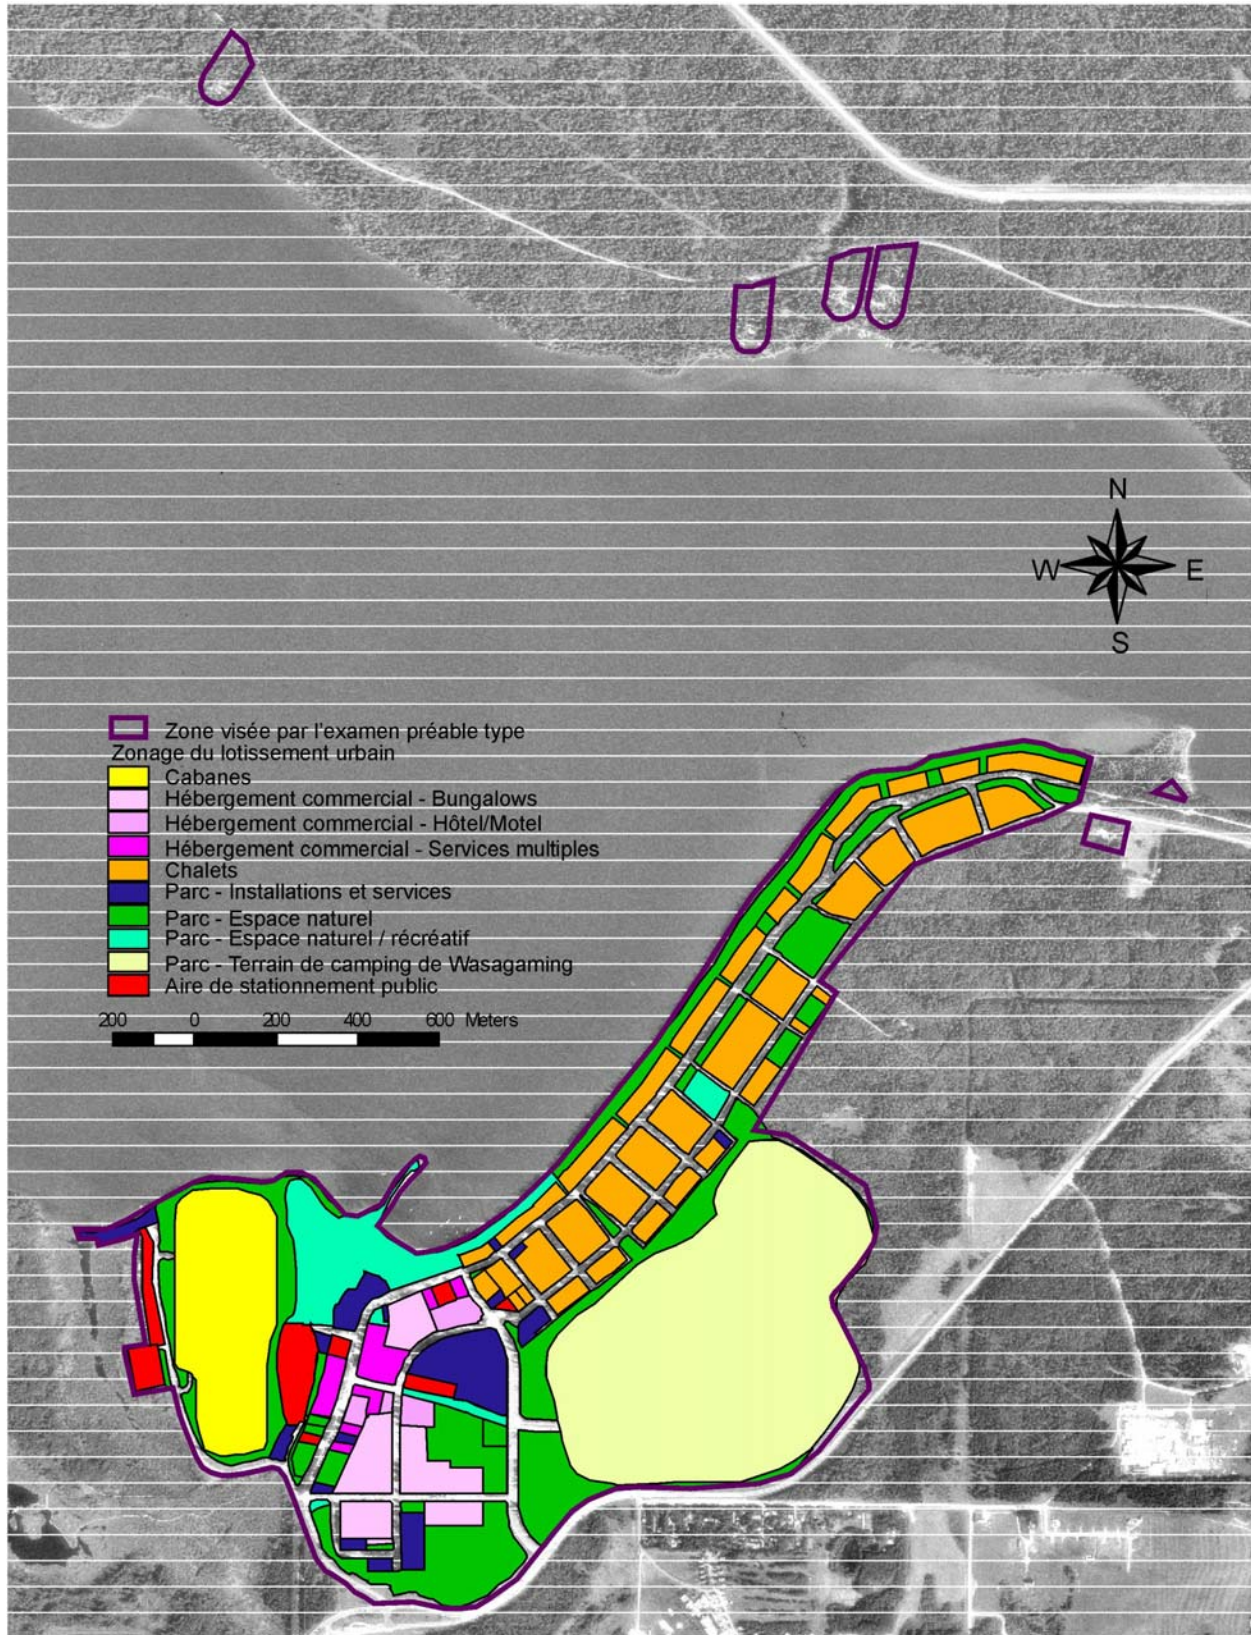 N
W E
S
Zone visée par l'examen préable type
Zonage du lotissement urbain
Cabanes
Hébergement commercial - Bungalows
Hébergement commercial - Hôtel/Motel
Hébergement commercial - Services multiples
Chalets
Parc - Installations et services
Parc - Espace naturel
Parc - Espace naturel / récréatif
Parc - Terrain de camping de Wasagaming
Aire de stationnement public
200 0 200 400 600 Meters